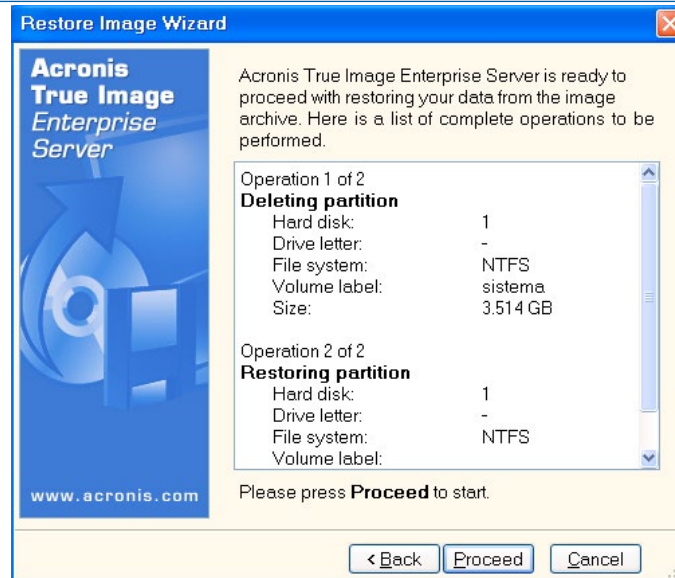 Restore Image Wizard
Acronis
True Image
Enterprise
Server
www.acronis.com
Acronis True Image Enterprise Server is ready to
proceed with restoring your data from the image
archive. Here is a list of complete operations to be
performed.
Operation 1 of 2
Deleting partition
Hard disk: 1
Drive letter: -
File system: NTFS
Volume label: sistema
Size: 3.514 GB
Operation 2 of 2
Restoring partition
Hard disk: 1
Drive letter: -
File system: NTFS
Volume label:
Please press Proceed to start.
< Back Proceed Cancel